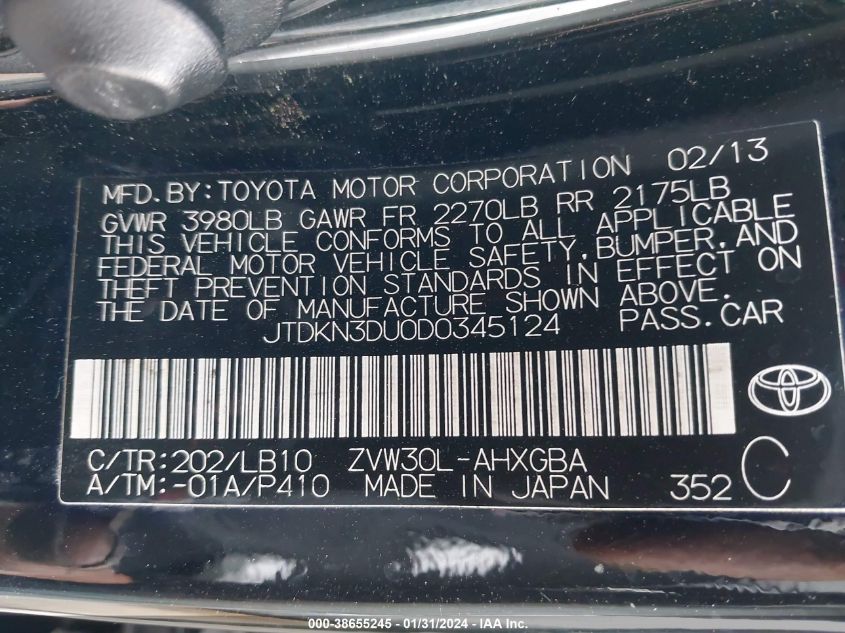 MFD.BY:TOYOTA MOTOR CORPORATION 02/13
GVWR 3980LB GAWR FR 2270LB RR 2175LB
THIS VEHICLE CONFORMS TO ALL APPLICABLE
FEDERAL MOTOR VEHICLE SAFETY,BUMPER,AND
THEFT PREVENTION STANDARDS IN EFFECT ON
THE DATE OF MANUFACTURE SHOWN ABOVE.
JTDKN3DU0D0345124 PASS.CAR
C/TR:202/LB10 ZVW30L-AHXGBA
A/TM:-01A/P410 MADE IN JAPAN 352 C
000-38655245 - 01/31/2024 - IAA Inc.